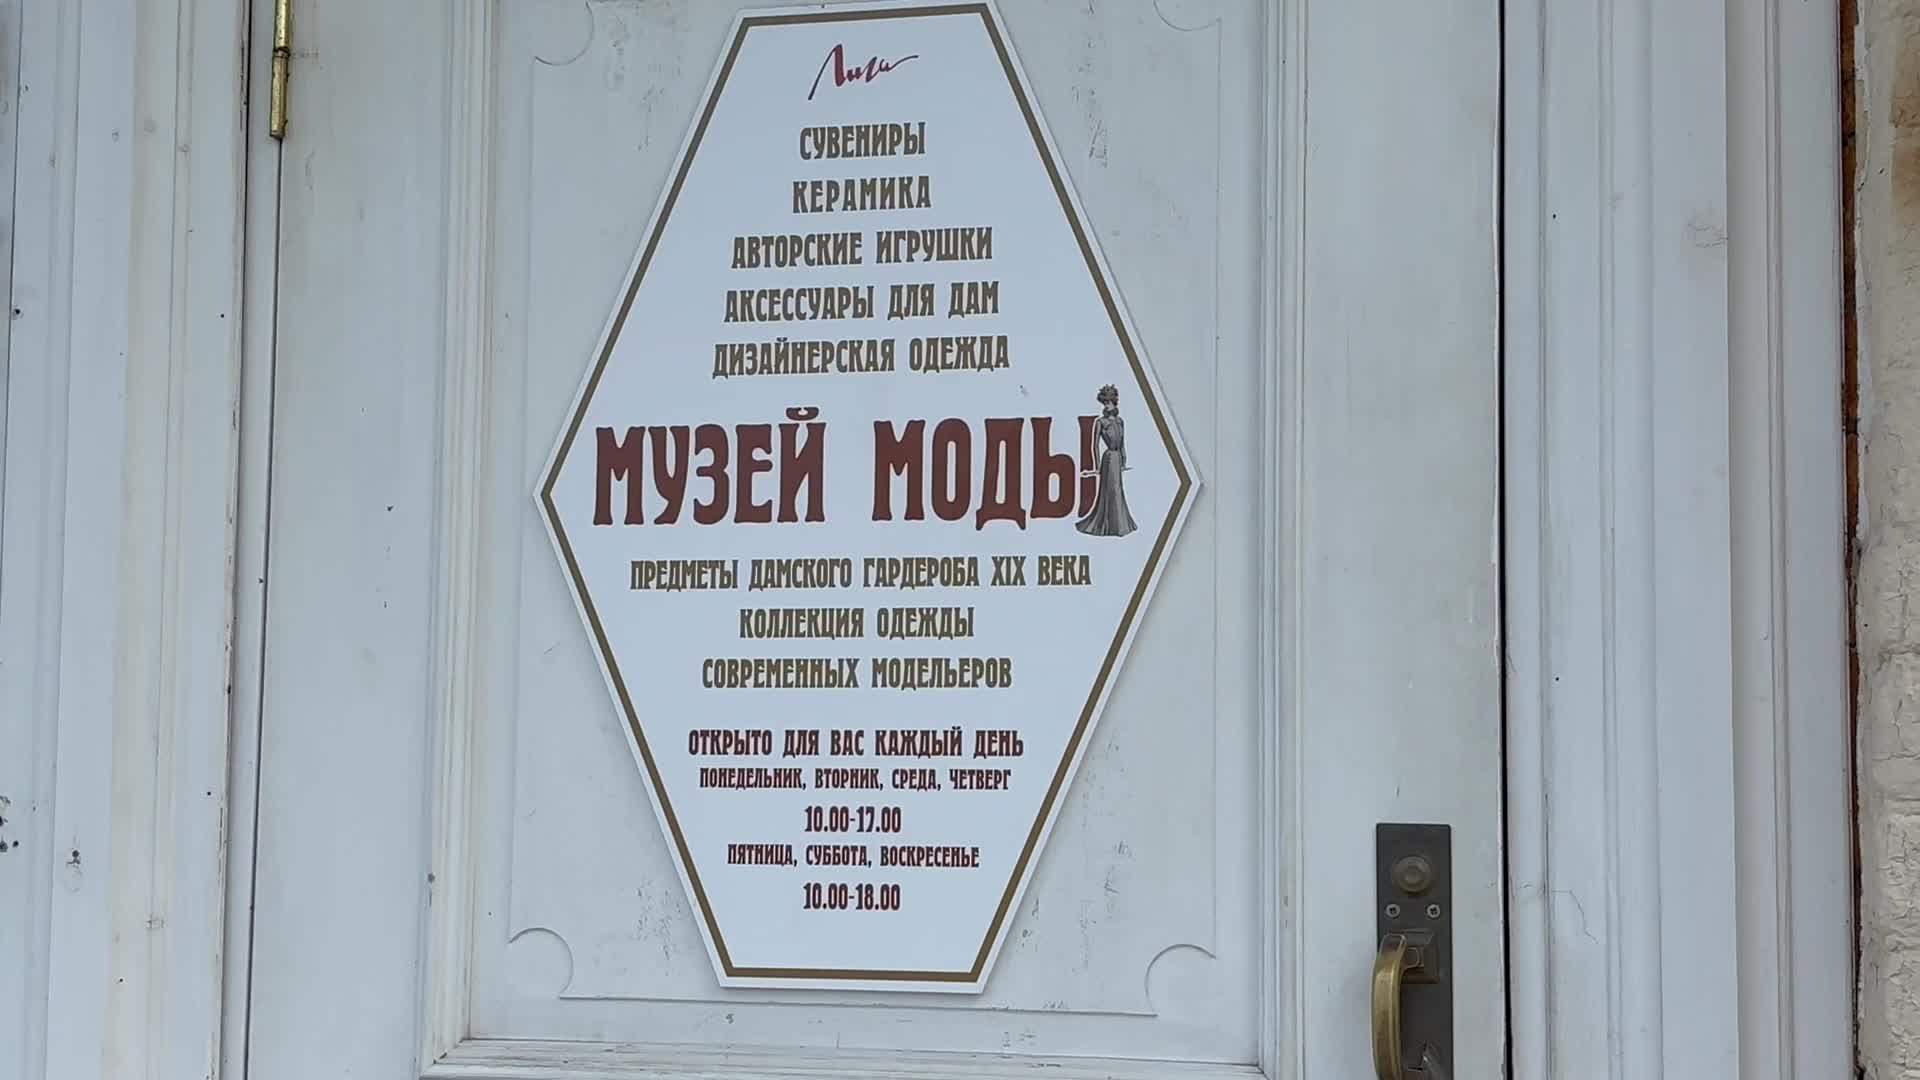 Лига
СУВЕНИРЫ
КЕРАМИКА
АВТОРСКИЕ ИГРУШКИ
АКСЕССУАРЫ ДЛЯ ДАМ
ДИЗАЙНЕРСКАЯ ОДЕЖДА
МУЗЕЙ МОДЫ
ПРЕДМЕТЫ ДАМСКОГО ГАРДЕРОБА XIX ВЕКА
КОЛЛЕКЦИЯ ОДЕЖДЫ
СОВРЕМЕННЫХ МОДЕЛЬЕРОВ
ОТКРЫТО ДЛЯ ВАС КАЖДЫЙ ДЕНЬ
ПОНЕДЕЛЬНИК, ВТОРНИК, СРЕДА, ЧЕТВЕРГ
10.00-17.00
ПЯТНИЦА, СУББОТА, ВОСКРЕСЕНЬЕ
10.00-18.00